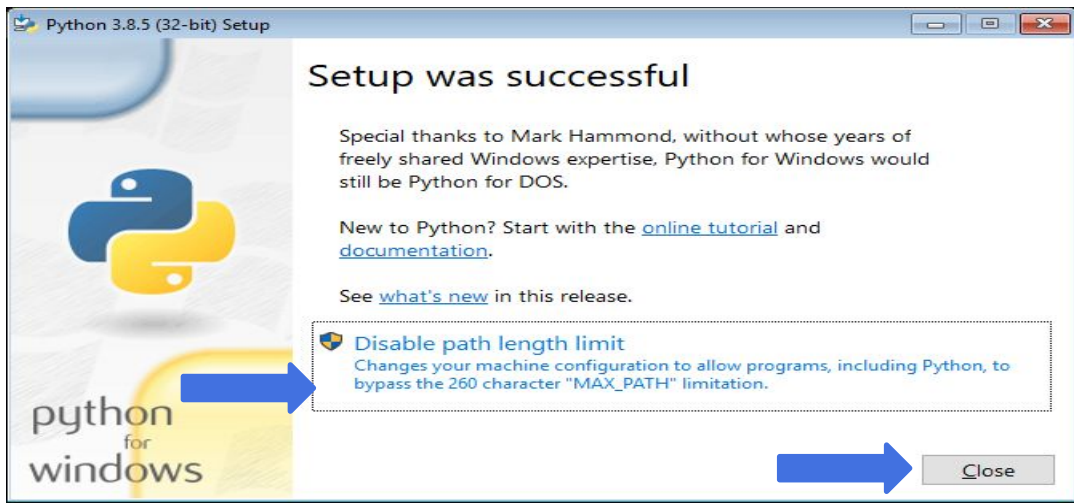 Python 3.8.5 (32-bit) Setup
Setup was successful
Special thanks to Mark Hammond, without whose years of
freely shared Windows expertise, Python for Windows would
still be Python for DOS.
New to Python? Start with the online tutorial and
documentation.
See what's new in this release.
Disable path length limit
Changes your machine configuration to allow programs, including Python, to
bypass the 260 character "MAX_PATH" limitation.
python
for
windows
Close